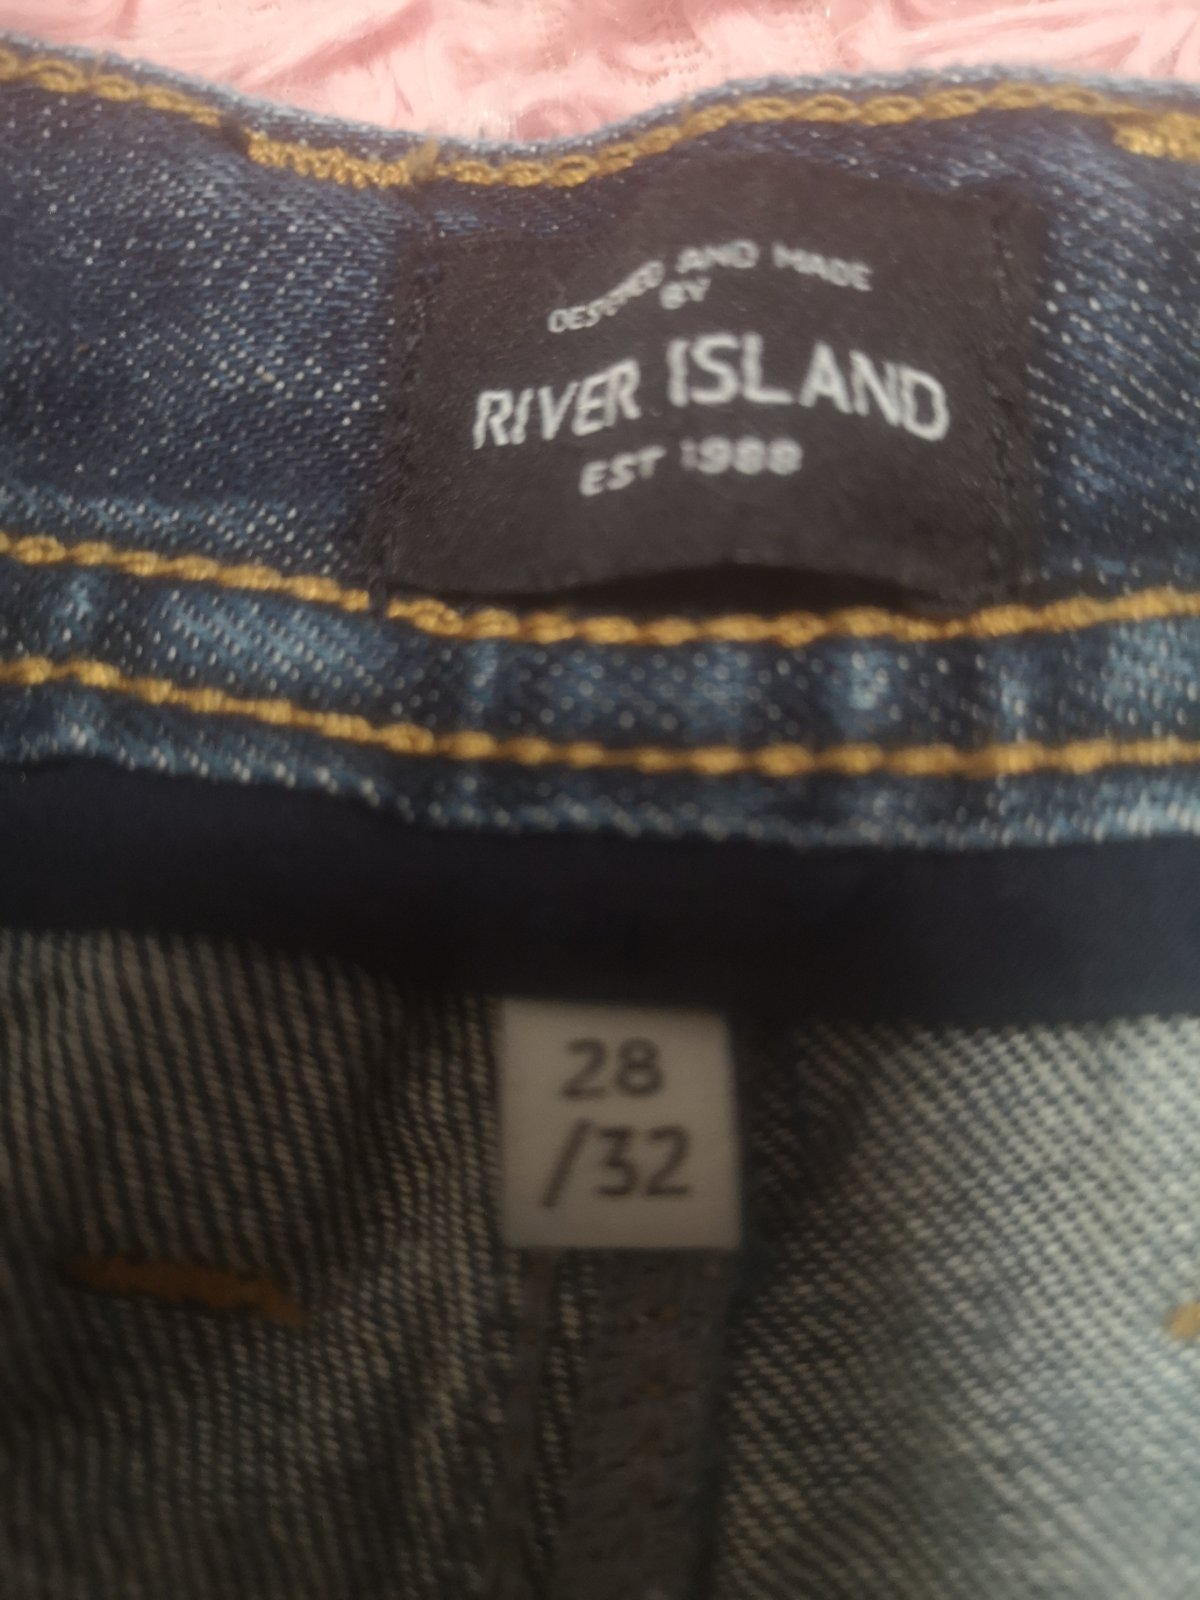 DESIGNED AND MADE
BY
RIVER ISLAND
EST 1988
28
/32